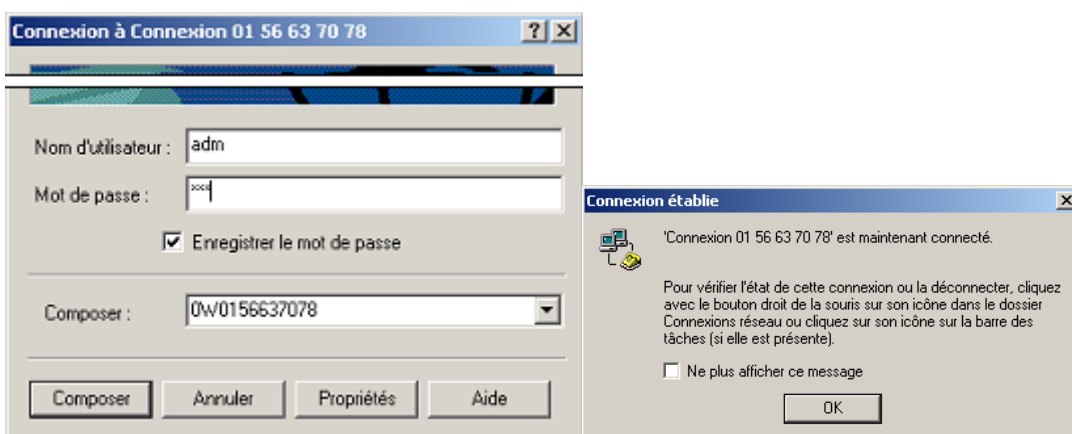 Connexion à Connexion 01 56 63 70 78
Nom d'utilisateur :
adm
Mot de passe :
xxx
Enregistrer le mot de passe
Composer :
0W0156637078
Composer
Annuler
Propriétés
Aide
Connexion établie
'Connexion 01 56 63 70 78' est maintenant connecté.
Pour vérifier l'état de cette connexion ou la déconnecter, cliquez
avec le bouton droit de la souris sur son icône dans le dossier
Connexions réseau ou cliquez sur son icône sur la barre des
tâches (si elle est présente).
Ne plus afficher ce message
OK